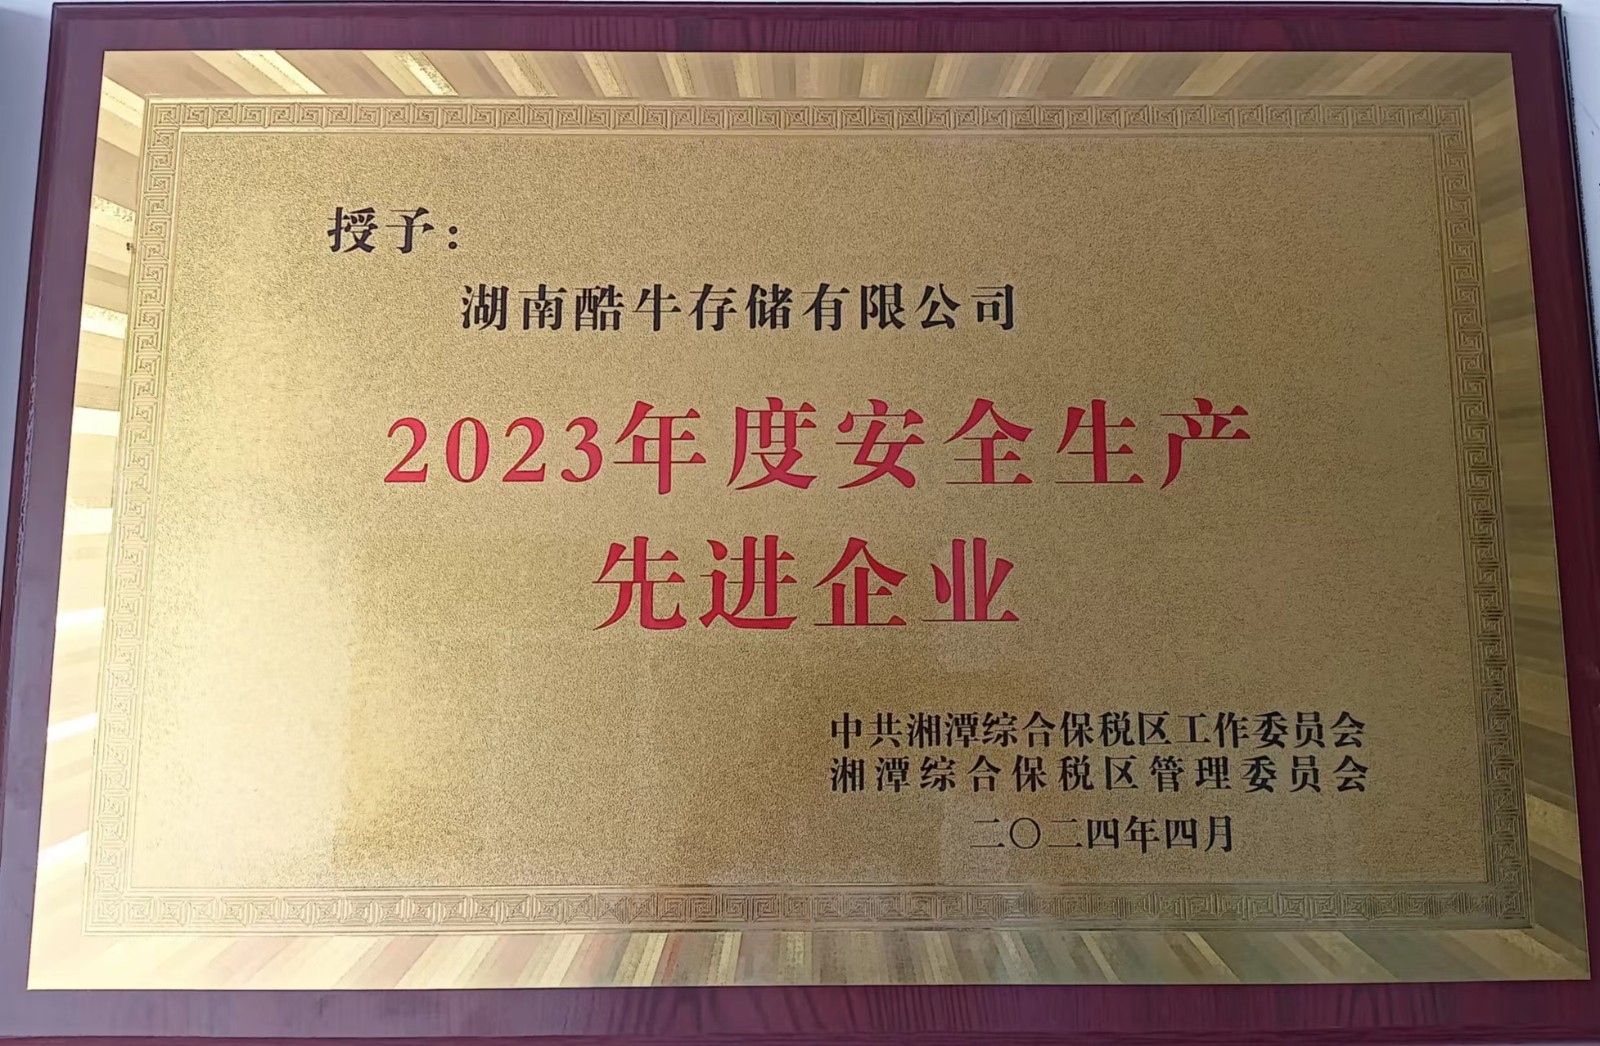 授予：
湖南酷牛存储有限公司
2023年度安全生产
先进企业
中共湘潭综合保税区工作委员会
湘潭综合保税区管理委员会
二〇二四年四月